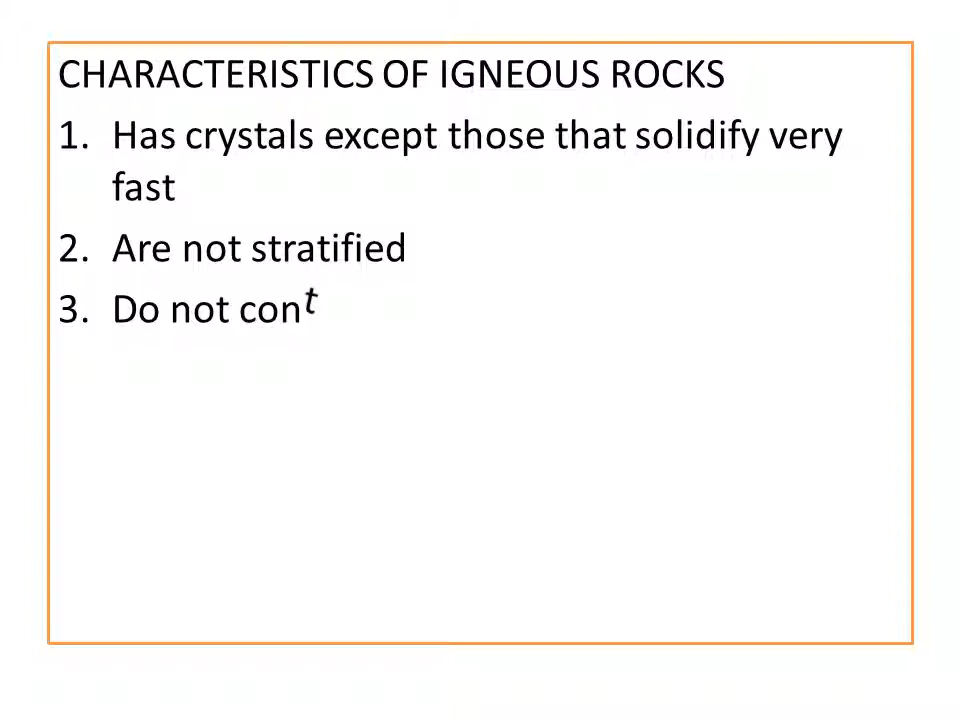 CHARACTERISTICS OF IGNEOUS ROCKS
1. Has crystals except those that solidify very
fast
2. Are not stratified
3. Do not cont